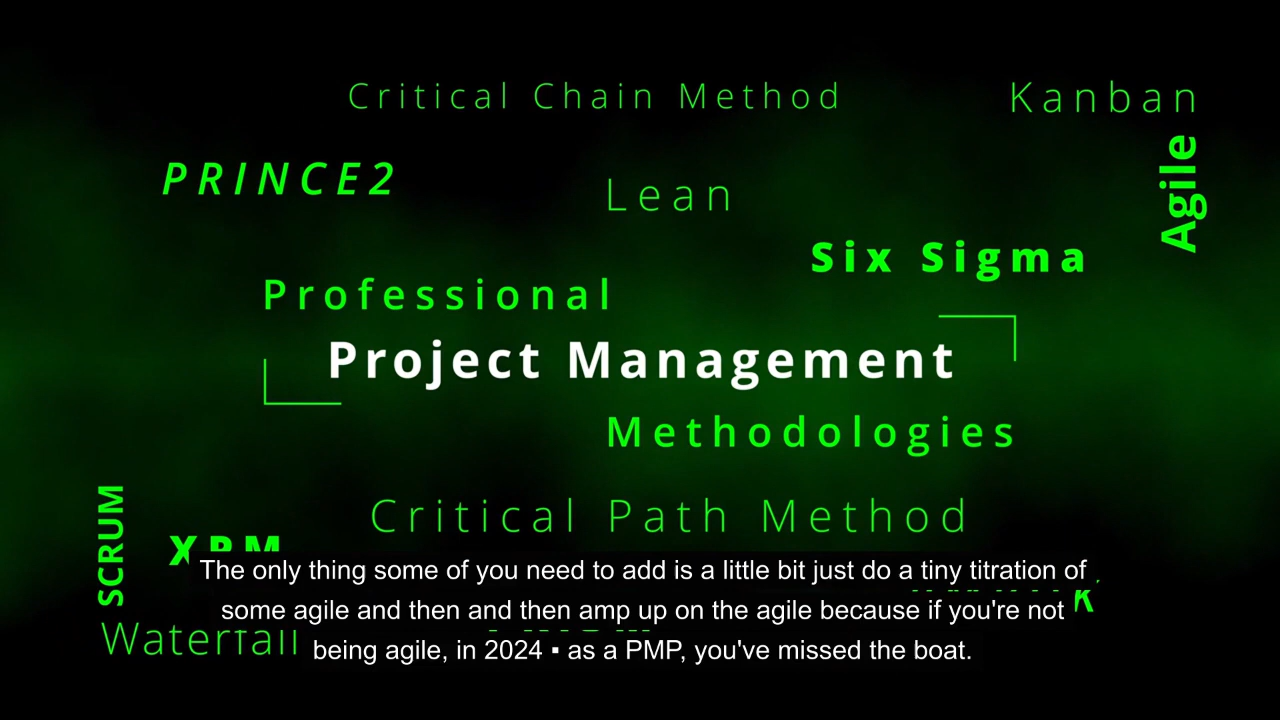 Critical Chain Method
Kanban
Agile
PRINCE2
Lean
Six Sigma
Professional
Project Management
Methodologies
Critical Path Method
SCRUM
XPM
The only thing some of you need to add is a little bit just do a tiny titration of
some agile and then and then amp up on the agile because if you're not
Waterfall
being agile, in 2024 ▪ as a PMP, you've missed the boat.